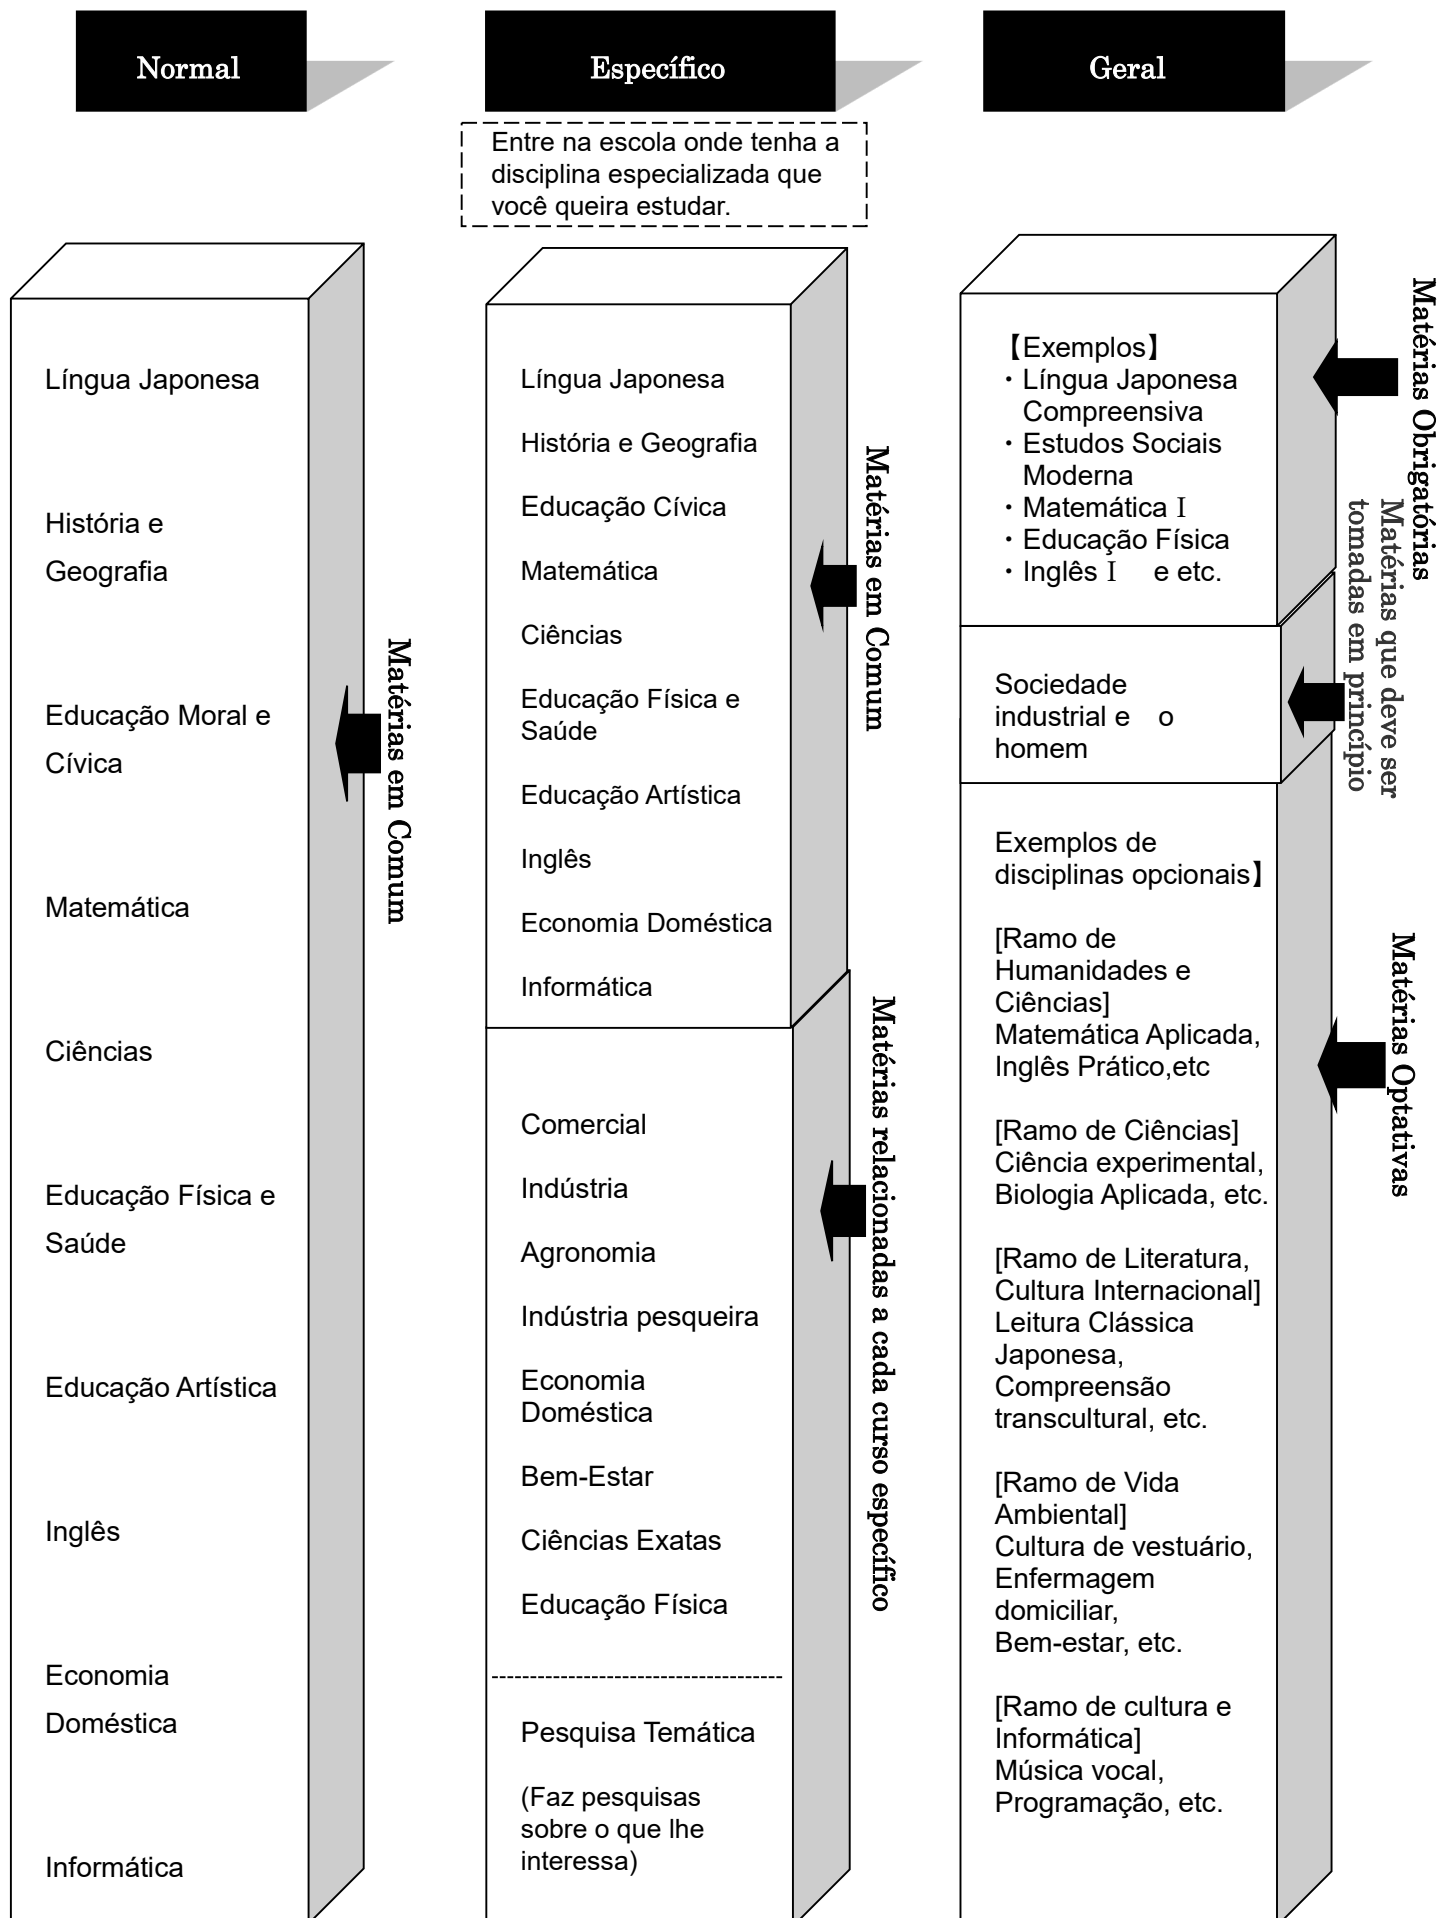 Normal
Específico
Geral
Entre na escola onde tenha a
disciplina especializada que
você queira estudar.
Língua Japonesa
História e
Geografia
Educação Moral e
Cívica
Matemática
Ciências
Educação Física e
Saúde
Educação Artística
Inglês
Economia
Doméstica
Informática
Matérias em Comum
Língua Japonesa
História e Geografia
Educação Cívica
Matemática
Ciências
Educação Física e
Saúde
Educação Artística
Inglês
Economia Doméstica
Informática
Matérias em Comum
Comercial
Indústria
Agronomia
Indústria pesqueira
Economia
Doméstica
Bem-Estar
Ciências Exatas
Educação Física
Pesquisa Temática
(Faz pesquisas
sobre o que lhe
interessa)
Matérias relacionadas a cada curso específico
【Exemplos】
・Língua Japonesa
Compreensiva
・Estudos Sociais
Moderna
・Matemática I
・Educação Física
・Inglês I e etc.
Matérias Obrigatórias
Sociedade
industrial e o
homem
Matérias que deve ser
tomadas em princípio
Exemplos de
disciplinas opcionais】
[Ramo de
Humanidades e
Ciências]
Matemática Aplicada,
Inglês Prático,etc
[Ramo de Ciências]
Ciência experimental,
Biologia Aplicada, etc.
[Ramo de Literatura,
Cultura Internacional]
Leitura Clássica
Japonesa,
Compreensão
transcultural, etc.
[Ramo de Vida
Ambiental]
Cultura de vestuário,
Enfermagem
domiciliar,
Bem-estar, etc.
[Ramo de cultura e
Informática]
Música vocal,
Programação, etc.
Matérias Optativas